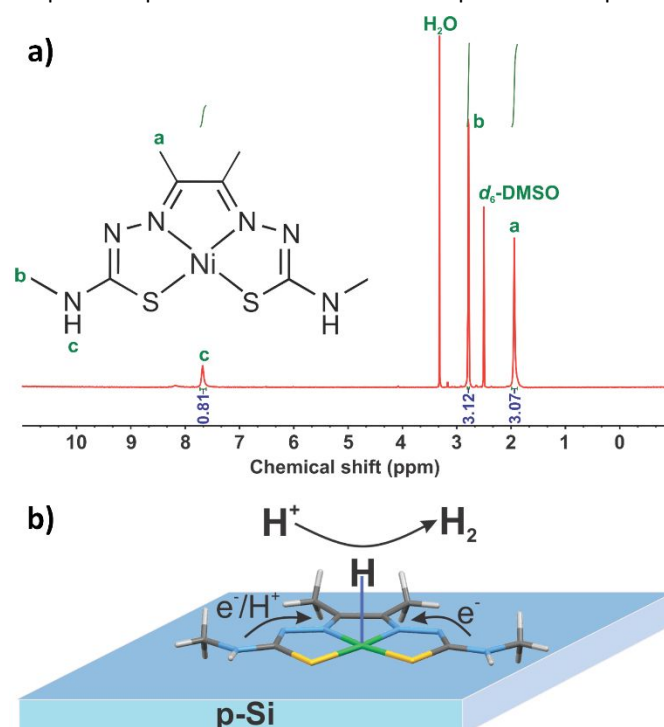 a)
H₂O
b
d₆-DMSO
a
a
N N N N
b
Ni
N S S N
H H
c
c
0.81 3.12 3.07
10 9 8 7 6 5 4 3 2 1 0
Chemical shift (ppm)
b)
H⁺ H₂
H
e⁻/H⁺ e⁻
p-Si